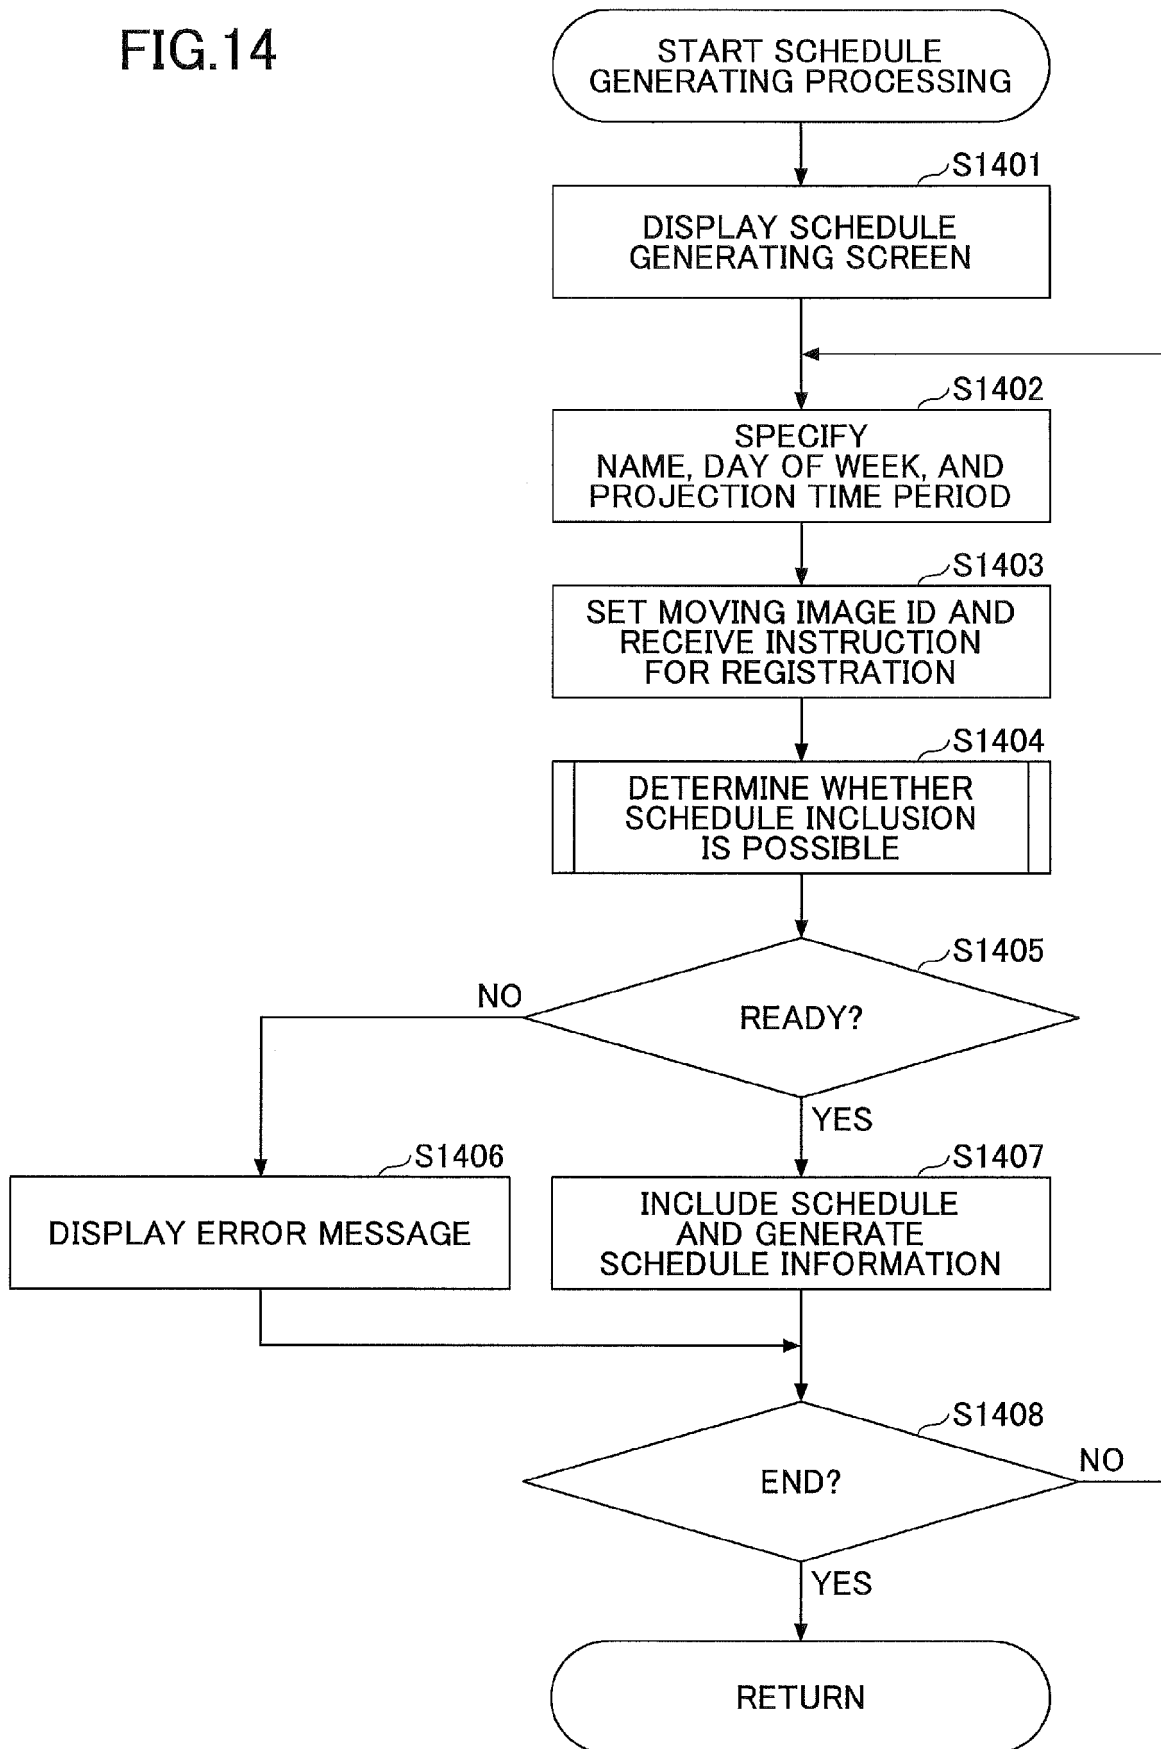 FIG.14
START SCHEDULE
GENERATING PROCESSING
S1401
DISPLAY SCHEDULE
GENERATING SCREEN
S1402
SPECIFY
NAME, DAY OF WEEK, AND
PROJECTION TIME PERIOD
S1403
SET MOVING IMAGE ID AND
RECEIVE INSTRUCTION
FOR REGISTRATION
S1404
DETERMINE WHETHER
SCHEDULE INCLUSION
IS POSSIBLE
S1405
NO
READY?
YES
S1406
DISPLAY ERROR MESSAGE
S1407
INCLUDE SCHEDULE
AND GENERATE
SCHEDULE INFORMATION
S1408
NO
END?
YES
RETURN